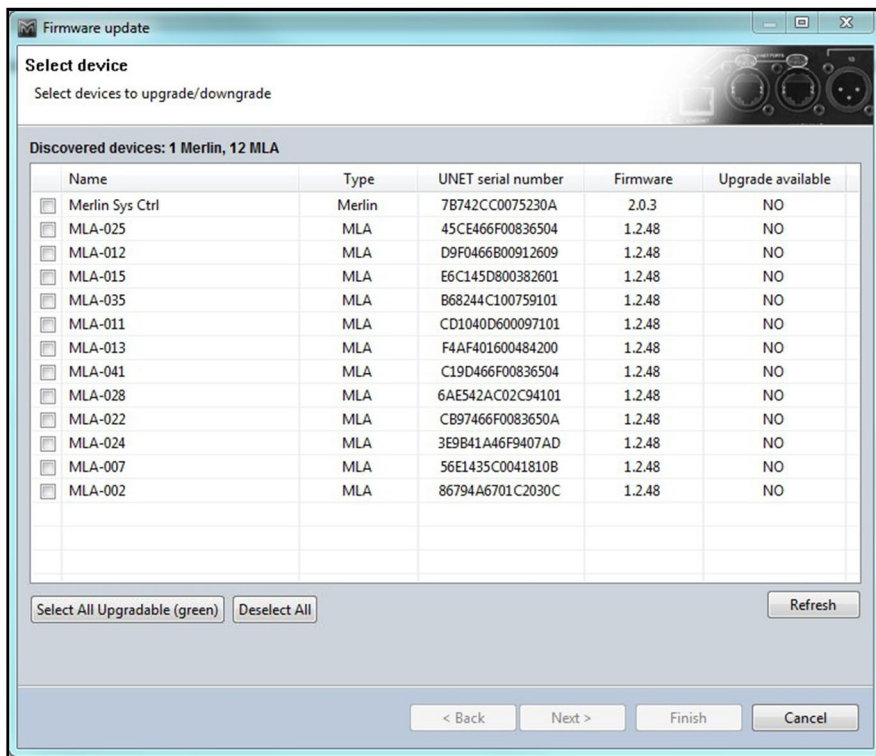 Firmware update
Select device
Select devices to upgrade/downgrade
Discovered devices: 1 Merlin, 12 MLA
Name Type UNET serial number Firmware Upgrade available
Merlin Sys Ctrl Merlin 7B742CC0075230A 2.0.3 NO
MLA-025 MLA 45CE466F00836504 1.2.48 NO
MLA-012 MLA D9F0466B00912609 1.2.48 NO
MLA-015 MLA E6C145D800382601 1.2.48 NO
MLA-035 MLA B68244C100759101 1.2.48 NO
MLA-011 MLA CD1040D600097101 1.2.48 NO
MLA-013 MLA F4AF401600484200 1.2.48 NO
MLA-041 MLA C19D466F00836504 1.2.48 NO
MLA-028 MLA 6AE542AC02C94101 1.2.48 NO
MLA-022 MLA CB97466F0083650A 1.2.48 NO
MLA-024 MLA 3E9B41A46F9407AD 1.2.48 NO
MLA-007 MLA 56E1435C0041810B 1.2.48 NO
MLA-002 MLA 86794A6701C2030C 1.2.48 NO
Select All Upgradable (green) Deselect All Refresh
< Back Next > Finish Cancel